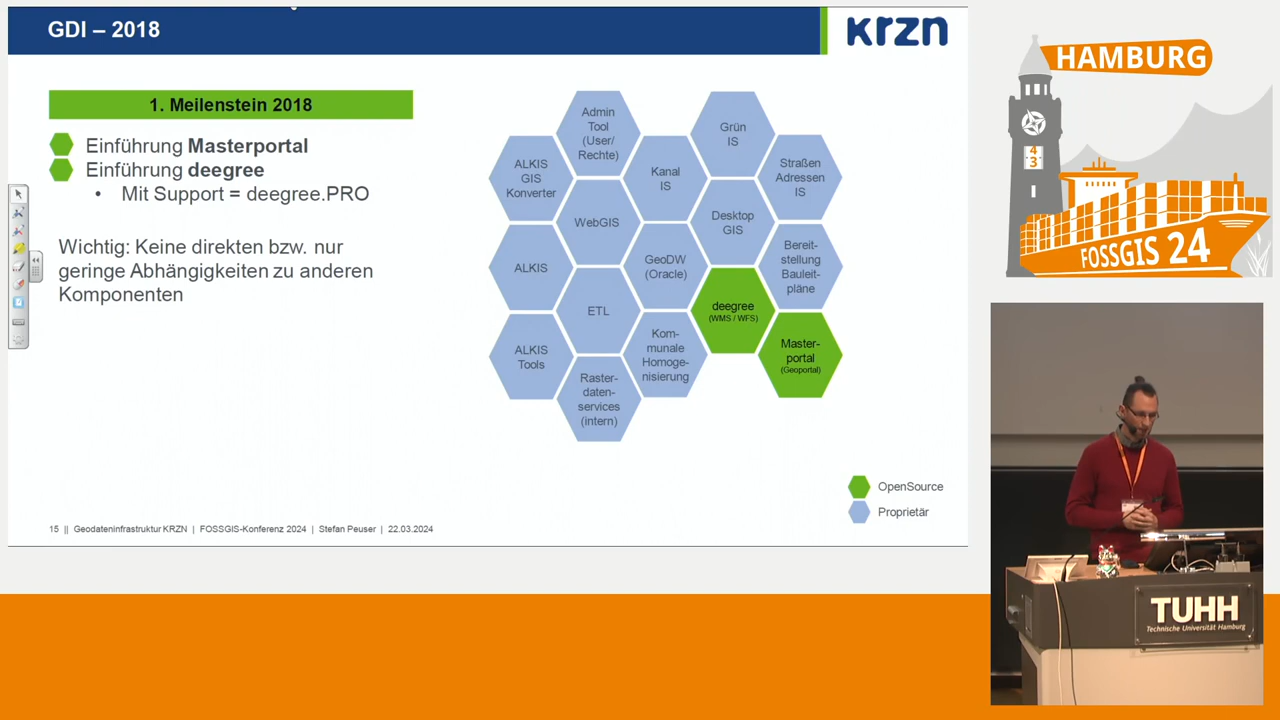 GDI – 2018
krzn
1. Meilenstein 2018
Einführung Masterportal
Einführung deegree
• Mit Support = deegree.PRO
Wichtig: Keine direkten bzw. nur
geringe Abhängigkeiten zu anderen
Komponenten
Admin
Tool
(User/
Rechte)
Grün
IS
ALKIS
GIS
Konverter
Kanal
IS
Straßen
Adressen
IS
WebGIS
Desktop
GIS
ALKIS
GeoDW
(Oracle)
Bereit-
stellung
Bauleit-
pläne
ETL
deegree
(WMS / WFS)
ALKIS
Tools
Kom-
munale
Homoge-
nisierung
Master-
portal
(Geoportal)
Raster-
daten-
services
(intern)
OpenSource
Proprietär
15 || Geodateninfrastruktur KRZN | FOSSGIS-Konferenz 2024 | Stefan Peuser | 22.03.2024
HAMBURG
4
3
FOSSGIS 24
TUHH
Technische Universität Hamburg